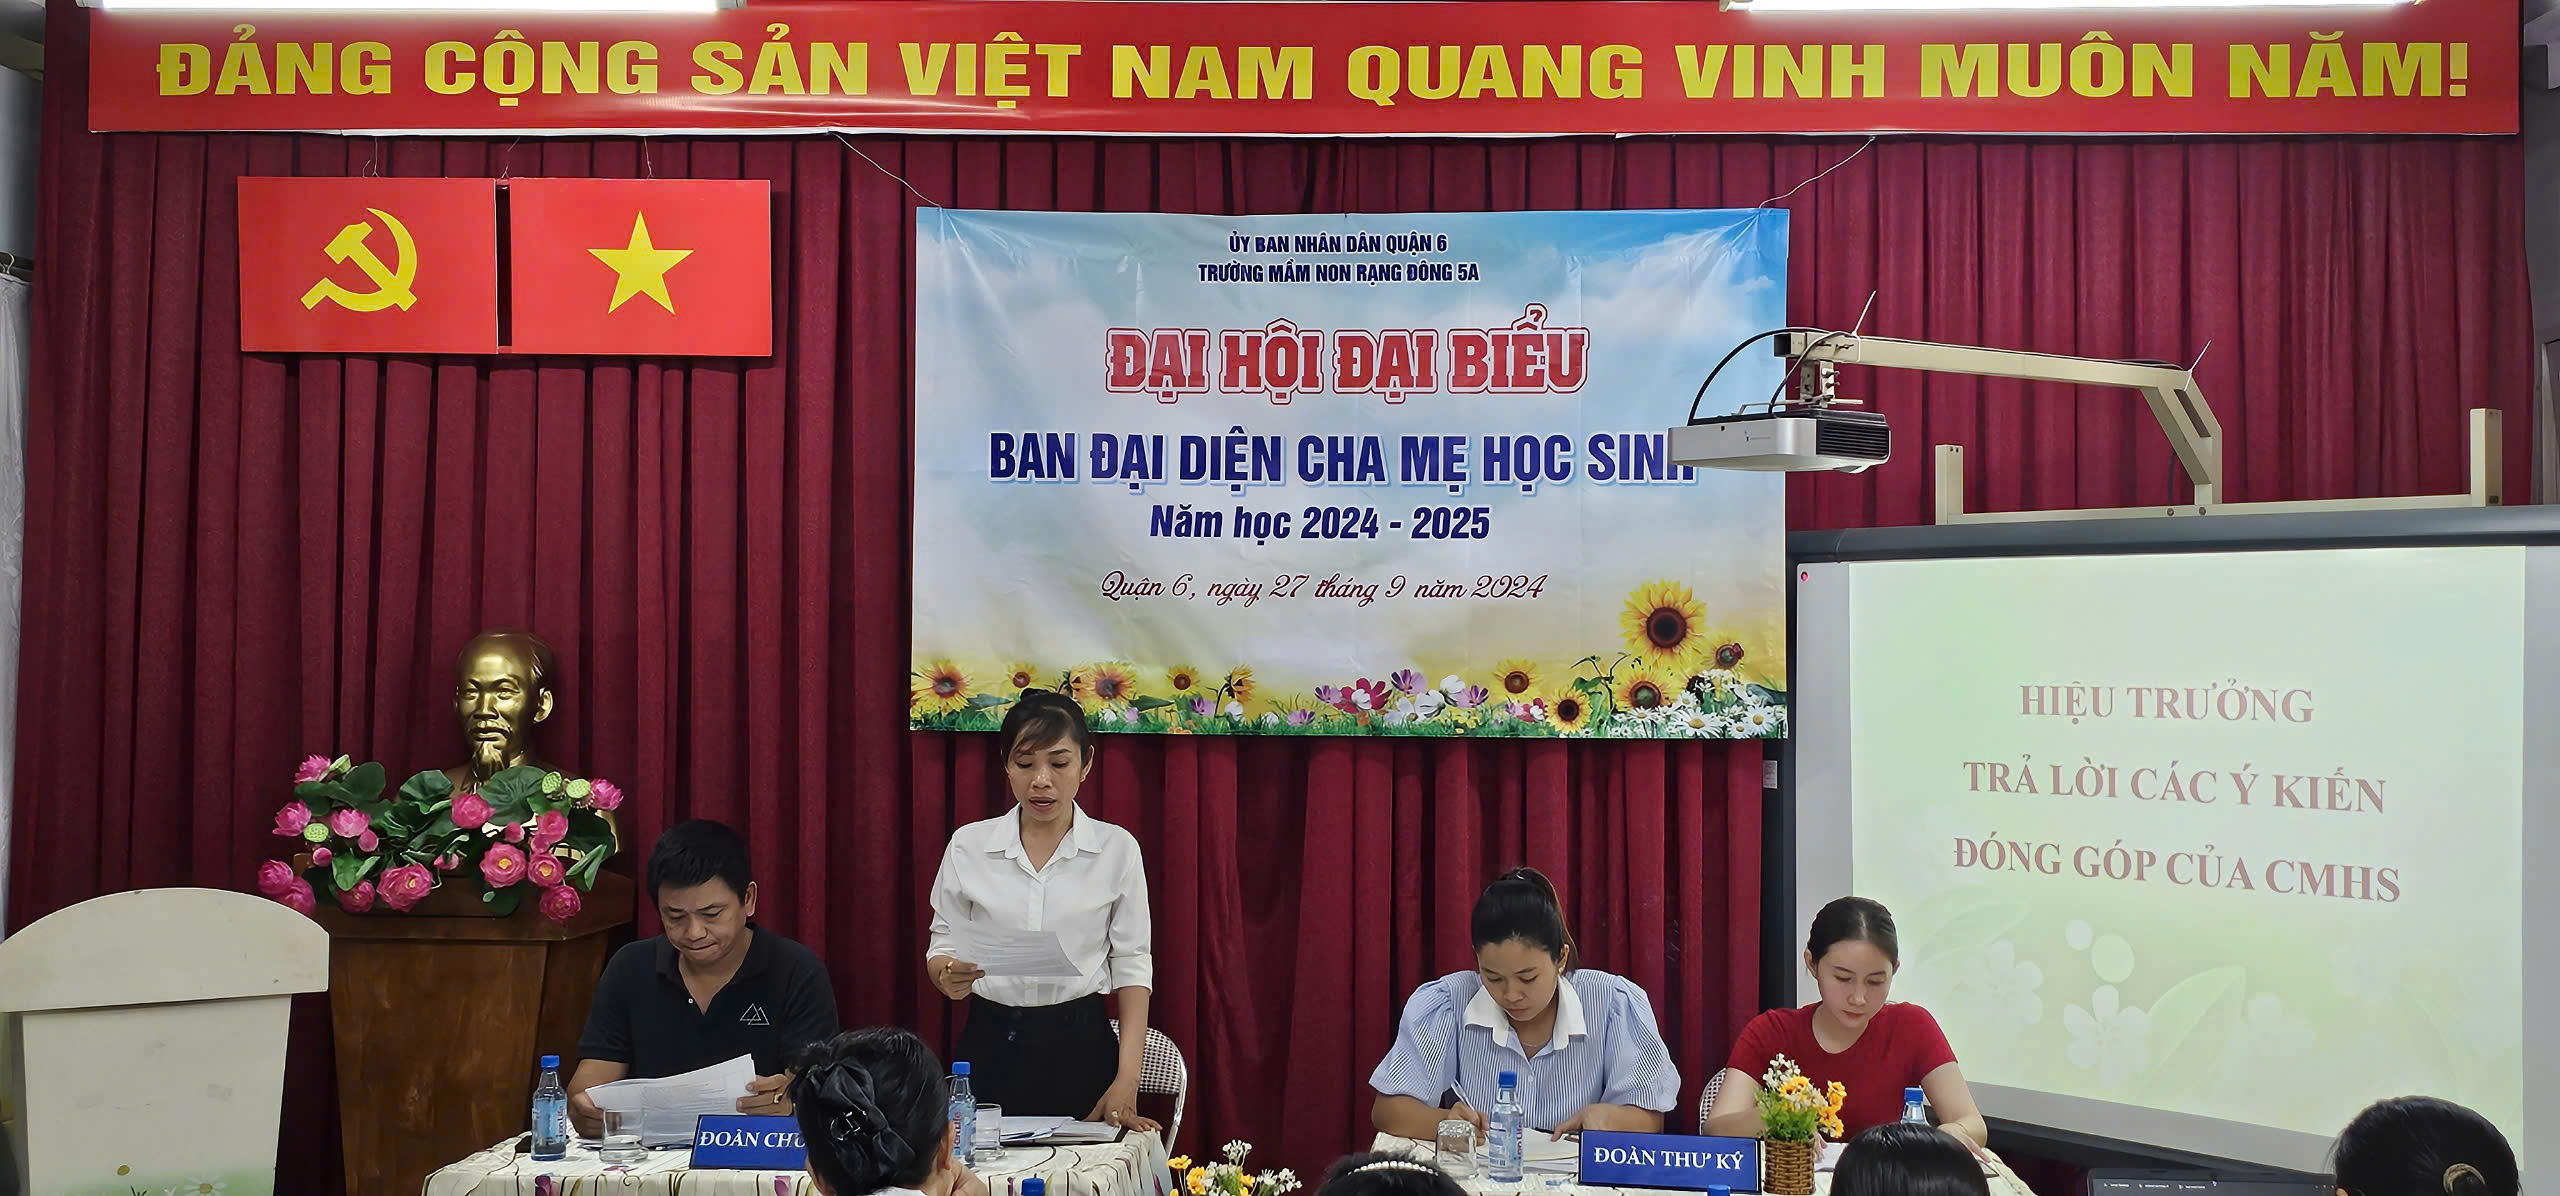 ĐẢNG CỘNG SẢN VIỆT NAM QUANG VINH MUÔN NĂM!
ỦY BAN NHÂN DÂN QUẬN 6
TRƯỜNG MẦM NON RẠNG ĐÔNG 5A
ĐẠI HỘI ĐẠI BIỂU
BAN ĐẠI DIỆN CHA MẸ HỌC SINH
Năm học 2024 - 2025
Quận 6, ngày 27 tháng 9 năm 2024
HIỆU TRƯỞNG
TRẢ LỜI CÁC Ý KIẾN
ĐÓNG GÓP CỦA CMHS
ĐOÀN
ĐOÀN THƯ KÝ